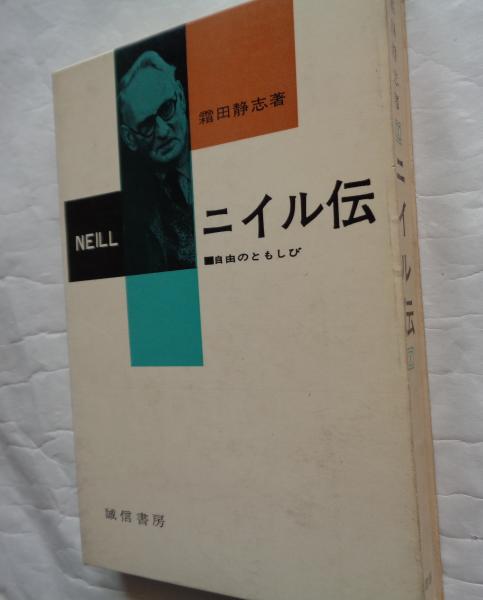 霜田静志著
NEILL
ニイル伝
■自由のともしび
誠信書房
ニイル伝